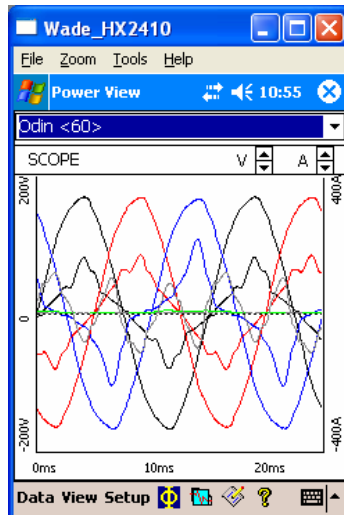 Wade_HX2410
File Zoom Tools Help
Power View 10:55
Odin <60>
SCOPE V A
200V 400A
0 0
-200V -400A
0ms 10ms 20ms
Data View Setup